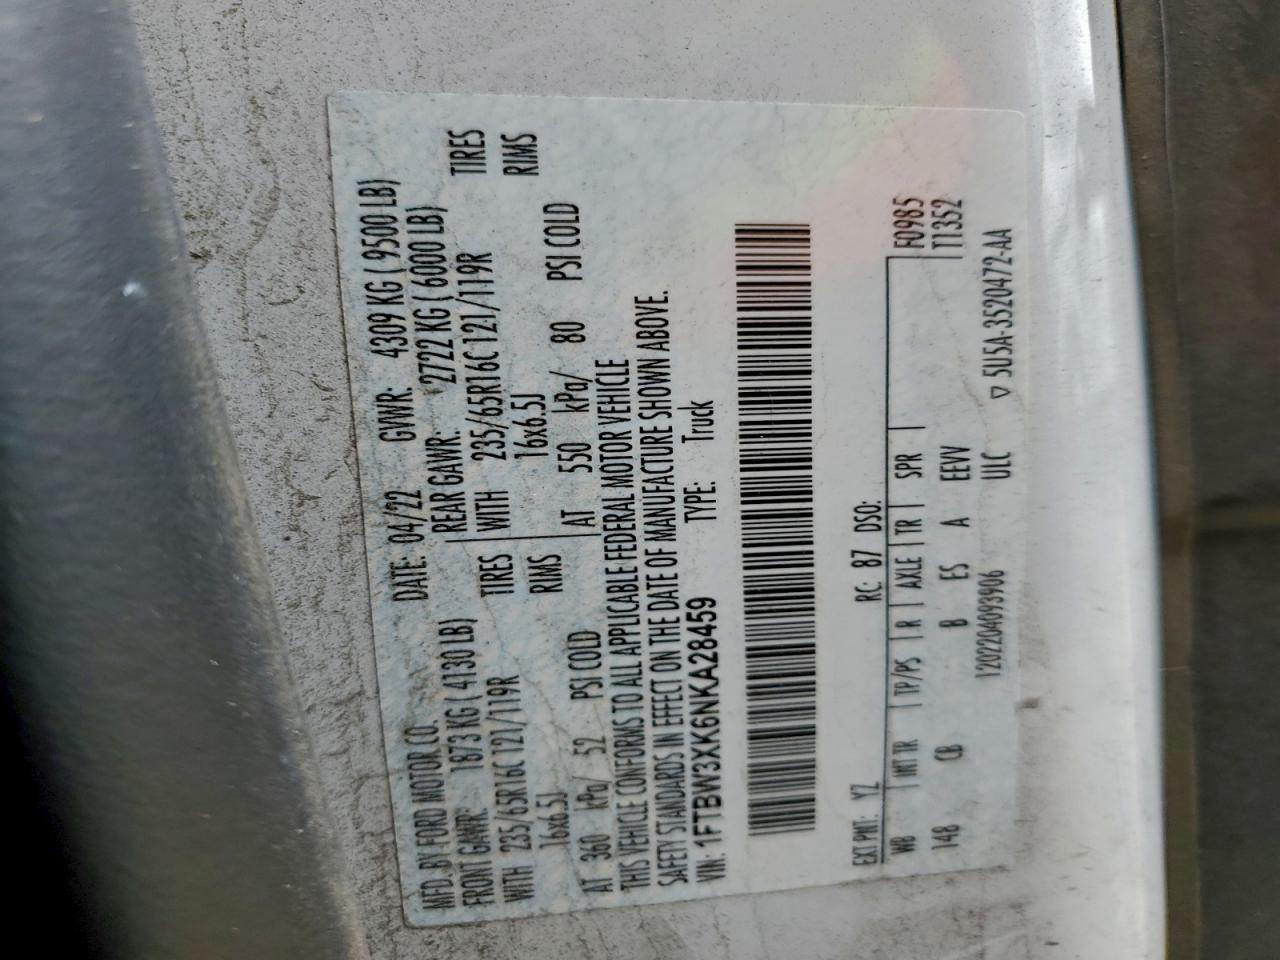 MFD. BY FORD MOTOR CO. DATE: 04/22 GVWR: 4309 KG ( 9500 LB)
FRONT GAWR: 1873 KG ( 4130 LB) REAR GAWR: 2722 KG ( 6000 LB)
WITH 235/65R16C 121/119R TIRES WITH 235/65R16C 121/119R TIRES
16x6.5J RIMS 16x6.5J RIMS
AT 360 kPa/ 52 PSI COLD AT 550 kPa/ 80 PSI COLD
THIS VEHICLE CONFORMS TO ALL APPLICABLE FEDERAL MOTOR VEHICLE
SAFETY STANDARDS IN EFFECT ON THE DATE OF MANUFACTURE SHOWN ABOVE.
VIN: 1FTBW3XK6NKA28459 TYPE: Truck
EXT PNT: YZ RC: 87 DSO:
WB INT TR TP/PS R AXLE TR SPR F0985
148 CB B ES A EEW T1352
1202204093906 ULC ▽ 5U5A-3520472-AA